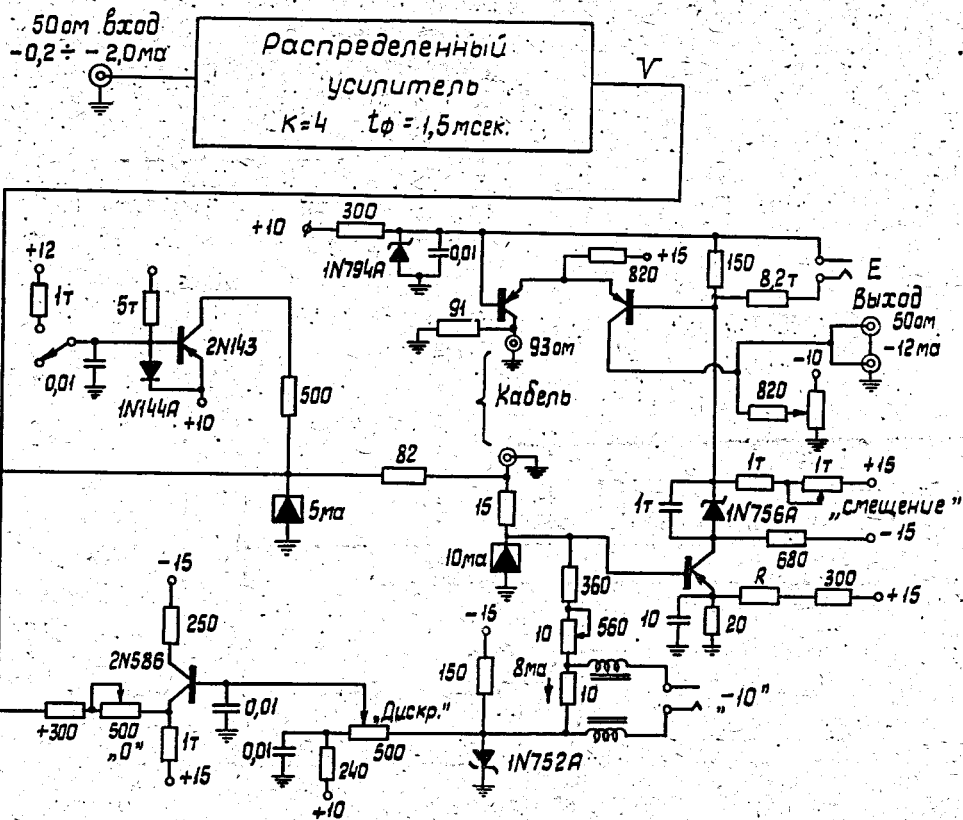 50ом вход
-0,2 ÷ -2,0ма
Распределенный
усилитель
K=4 tф = 1,5 мсек.
V
+10
300
1N794A
0,01
+15
820
150
8,2т
E
Выход
50ом
-12ма
-10
820
+12
1т
5т
2N143
0,01
1N144A
+10
500
91
93ом
Кабель
82
5ма
15
10ма
1т
1т
+15
„смещение”
1т
1N756A
-15
680
360
R
300
+15
10
20
560
10
8ма
10
„-10”
-15
250
2N586
0,01
-15
150
+300
500
„0”
1т
+15
0,01
240
+10
„Дискр.”
500
1N752A